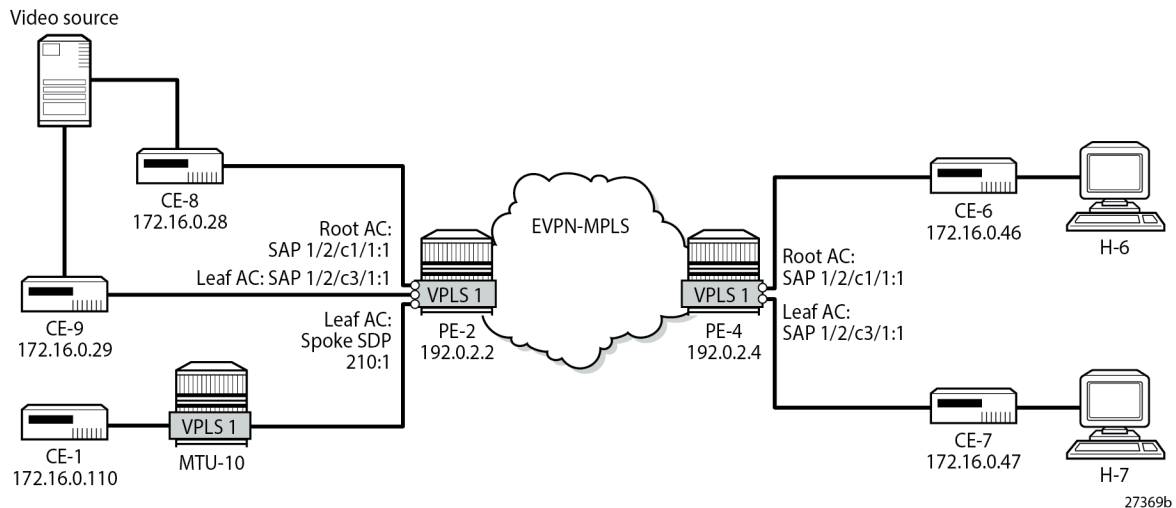 Video source
CE-8
172.16.0.28
Root AC:
SAP 1/2/c1/1:1
Leaf AC: SAP 1/2/c3/1:1
CE-9
172.16.0.29
Leaf AC:
Spoke SDP
210:1
VPLS 1
PE-2
192.0.2.2
EVPN-MPLS
VPLS 1
PE-4
192.0.2.4
Root AC:
SAP 1/2/c1/1:1
Leaf AC:
SAP 1/2/c3/1:1
CE-6
172.16.0.46
H-6
CE-1
172.16.0.110
VPLS 1
MTU-10
CE-7
172.16.0.47
H-7
27369b